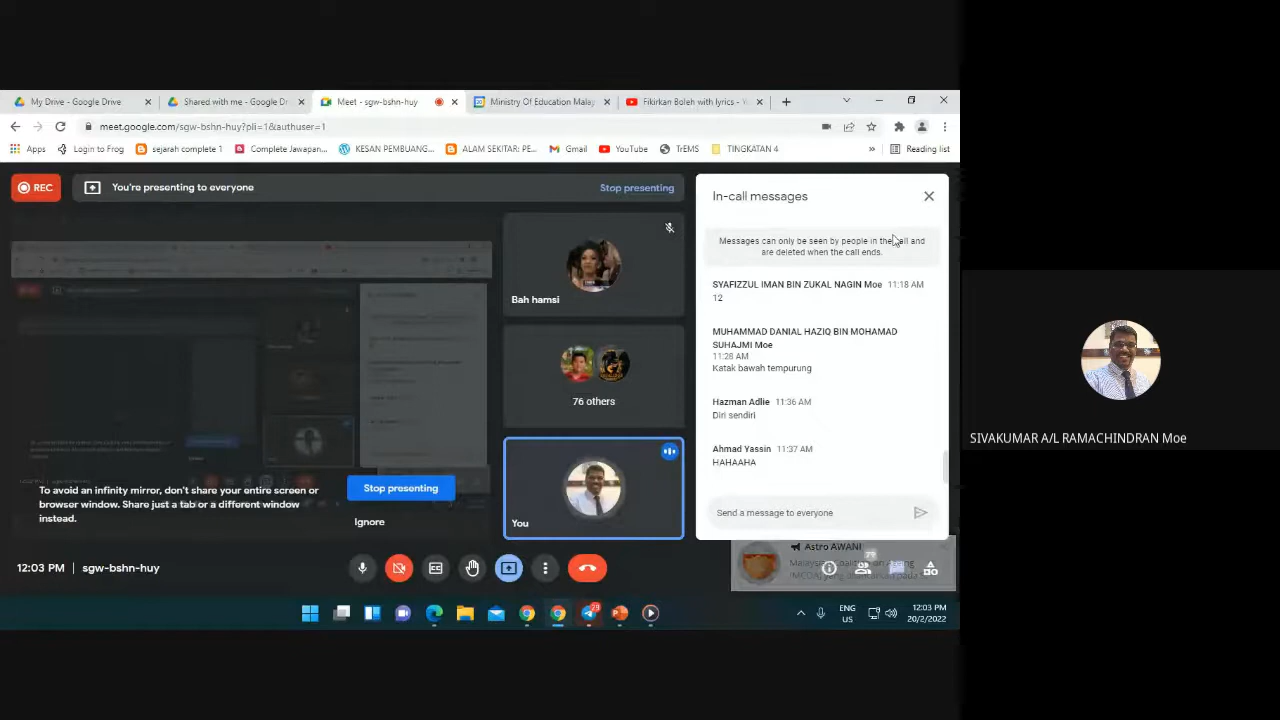 My Drive - Google Drive
Shared with me - Google D
Meet - sgw-bshn-huy
Ministry Of Education Malay
Fikirkan Boleh with lyrics - Y
meet.google.com/sgw-bshn-huy?pli=1&authuser=1
Apps
Login to Frog
sejarah complete 1
Complete Jawapan...
KESAN PEMBUANG...
ALAM SEKITAR: PE...
Gmail
YouTube
TrEMS
TINGKATAN 4
»
Reading list
REC
You're presenting to everyone
Stop presenting
In-call messages
Messages can only be seen by people in the call and
are deleted when the call ends.
SYAFIZZUL IMAN BIN ZUKAL NAGIN Moe 11:18 AM
12
MUHAMMAD DANIAL HAZIQ BIN MOHAMAD
SUHAJMI Moe
11:28 AM
Katak bawah tempurung
Hazman Adlie 11:36 AM
Diri sendiri
Ahmad Yassin 11:37 AM
HAHAAHA
Send a message to everyone
Bah hamsi
76 others
You
To avoid an infinity mirror, don't share your entire screen or
browser window. Share just a tab or a different window
instead.
Stop presenting
Ignore
12:03 PM | sgw-bshn-huy
Astro AWANI
79
29
ENG
US
12:03 PM
20/2/2022
SIVAKUMAR A/L RAMACHINDRAN Moe